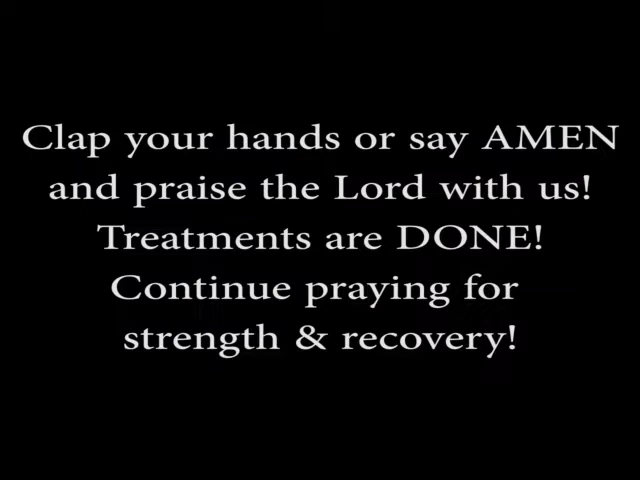 Clap your hands or say AMEN
and praise the Lord with us!
Treatments are DONE!
Continue praying for
strength & recovery!